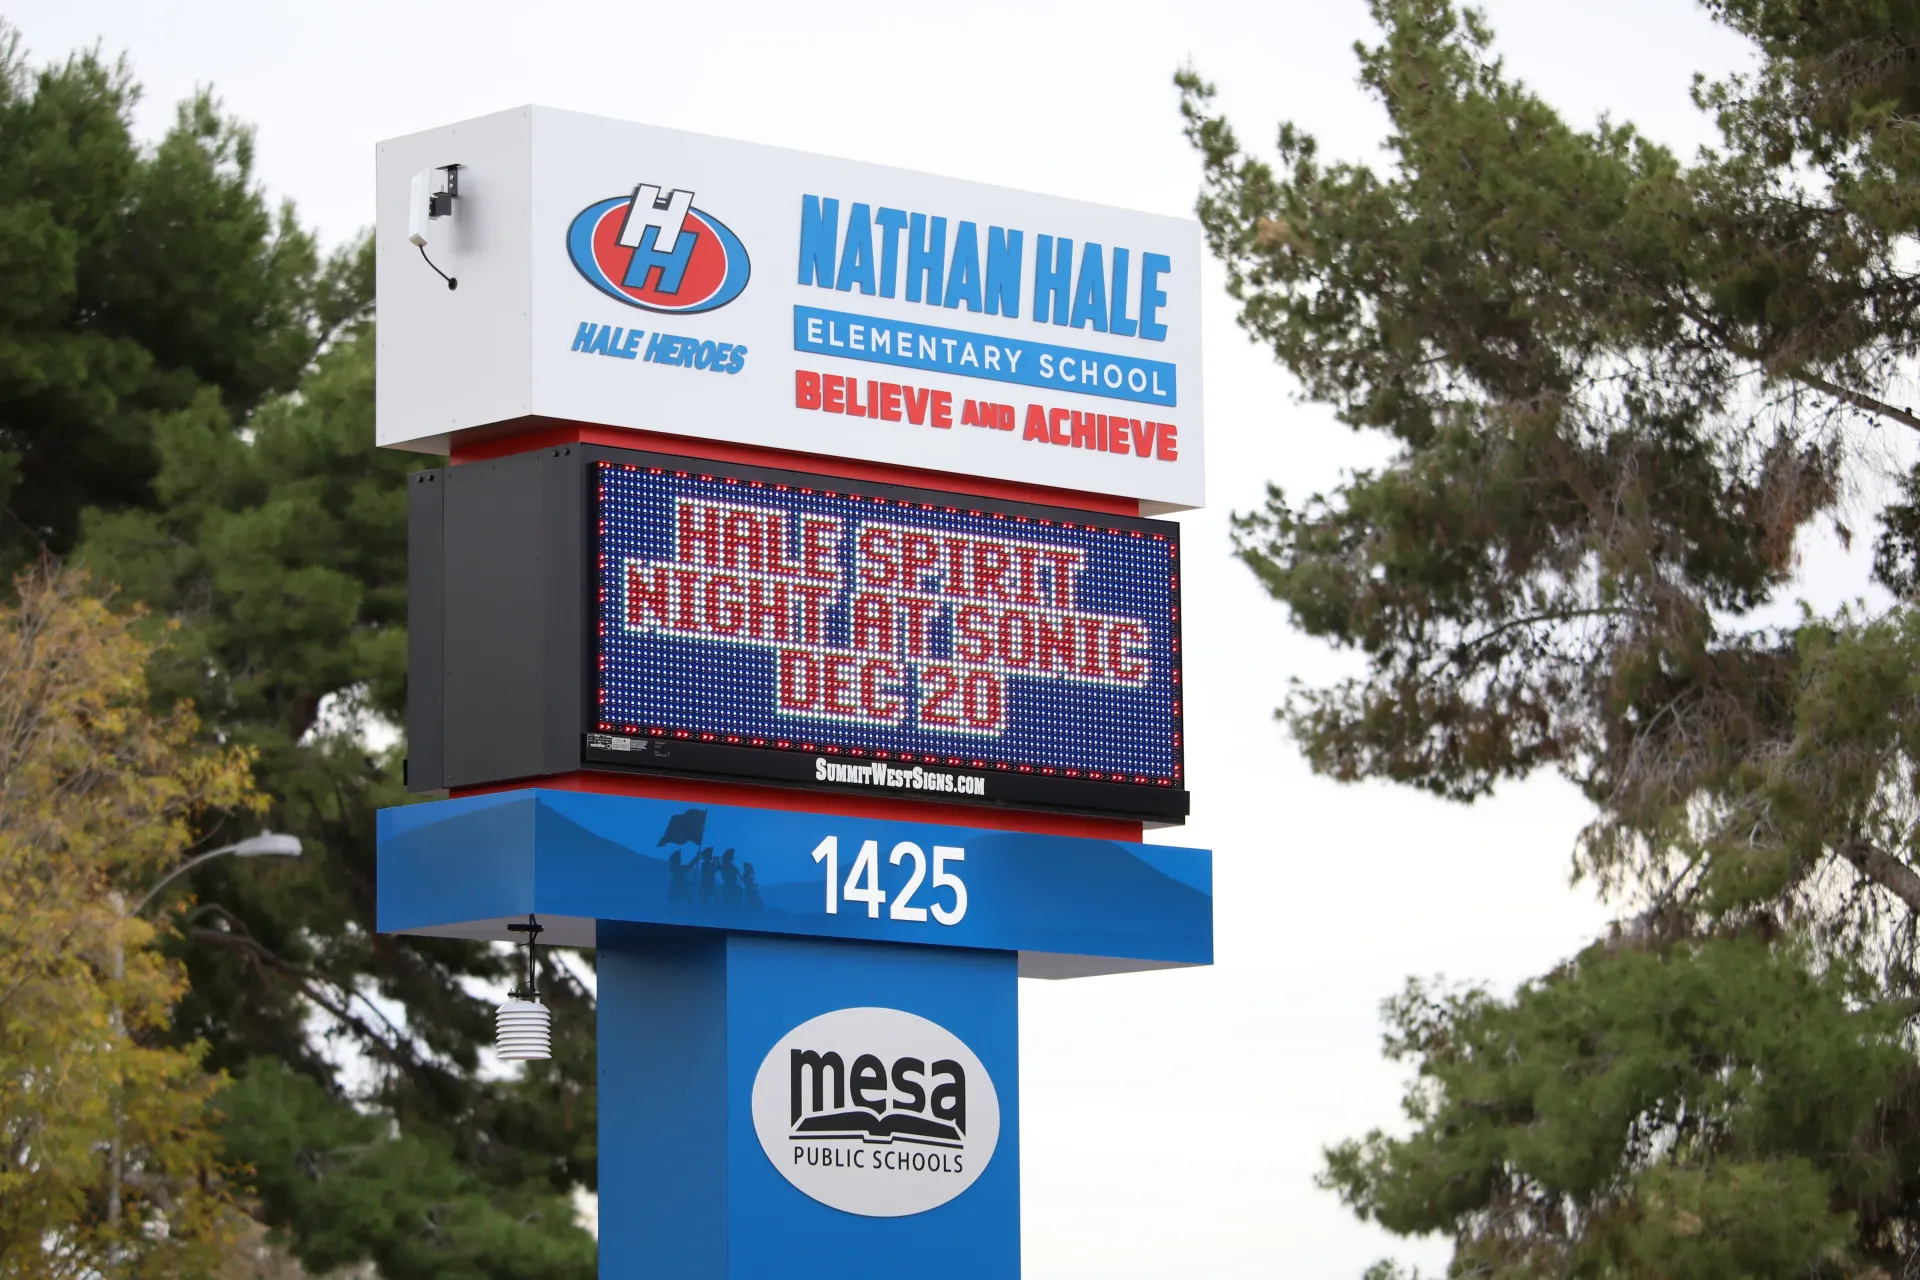 HH
HALE HEROES
NATHAN HALE
ELEMENTARY SCHOOL
BELIEVE AND ACHIEVE
HALE SPIRIT
NIGHT AT SONIC
DEC 20
SUMMITWESTSIGNS.COM
1425
mesa
PUBLIC SCHOOLS